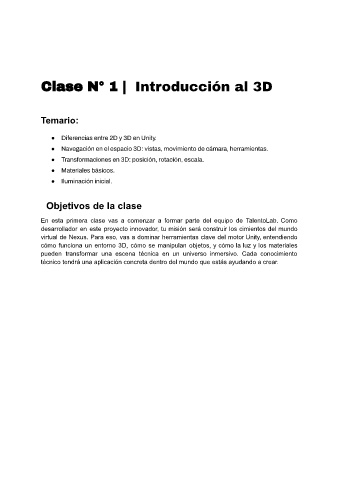 Clase N° 1 | Introducción al 3D
Temario:
● Diferencias entre 2D y 3D en Unity.
● Navegación en el espacio 3D: vistas, movimiento de cámara, herramientas.
● Transformaciones en 3D: posición, rotación, escala.
● Materiales básicos.
● Iluminación inicial.
Objetivos de la clase
En esta primera clase vas a comenzar a formar parte del equipo de TalentoLab. Como
desarrollador en este proyecto innovador, tu misión será construir los cimientos del mundo
virtual de Nexus. Para eso, vas a dominar herramientas clave del motor Unity, entendiendo
cómo funciona un entorno 3D, cómo se manipulan objetos, y cómo la luz y los materiales
pueden transformar una escena técnica en un universo inmersivo. Cada conocimiento
técnico tendrá una aplicación concreta dentro del mundo que estás ayudando a crear.